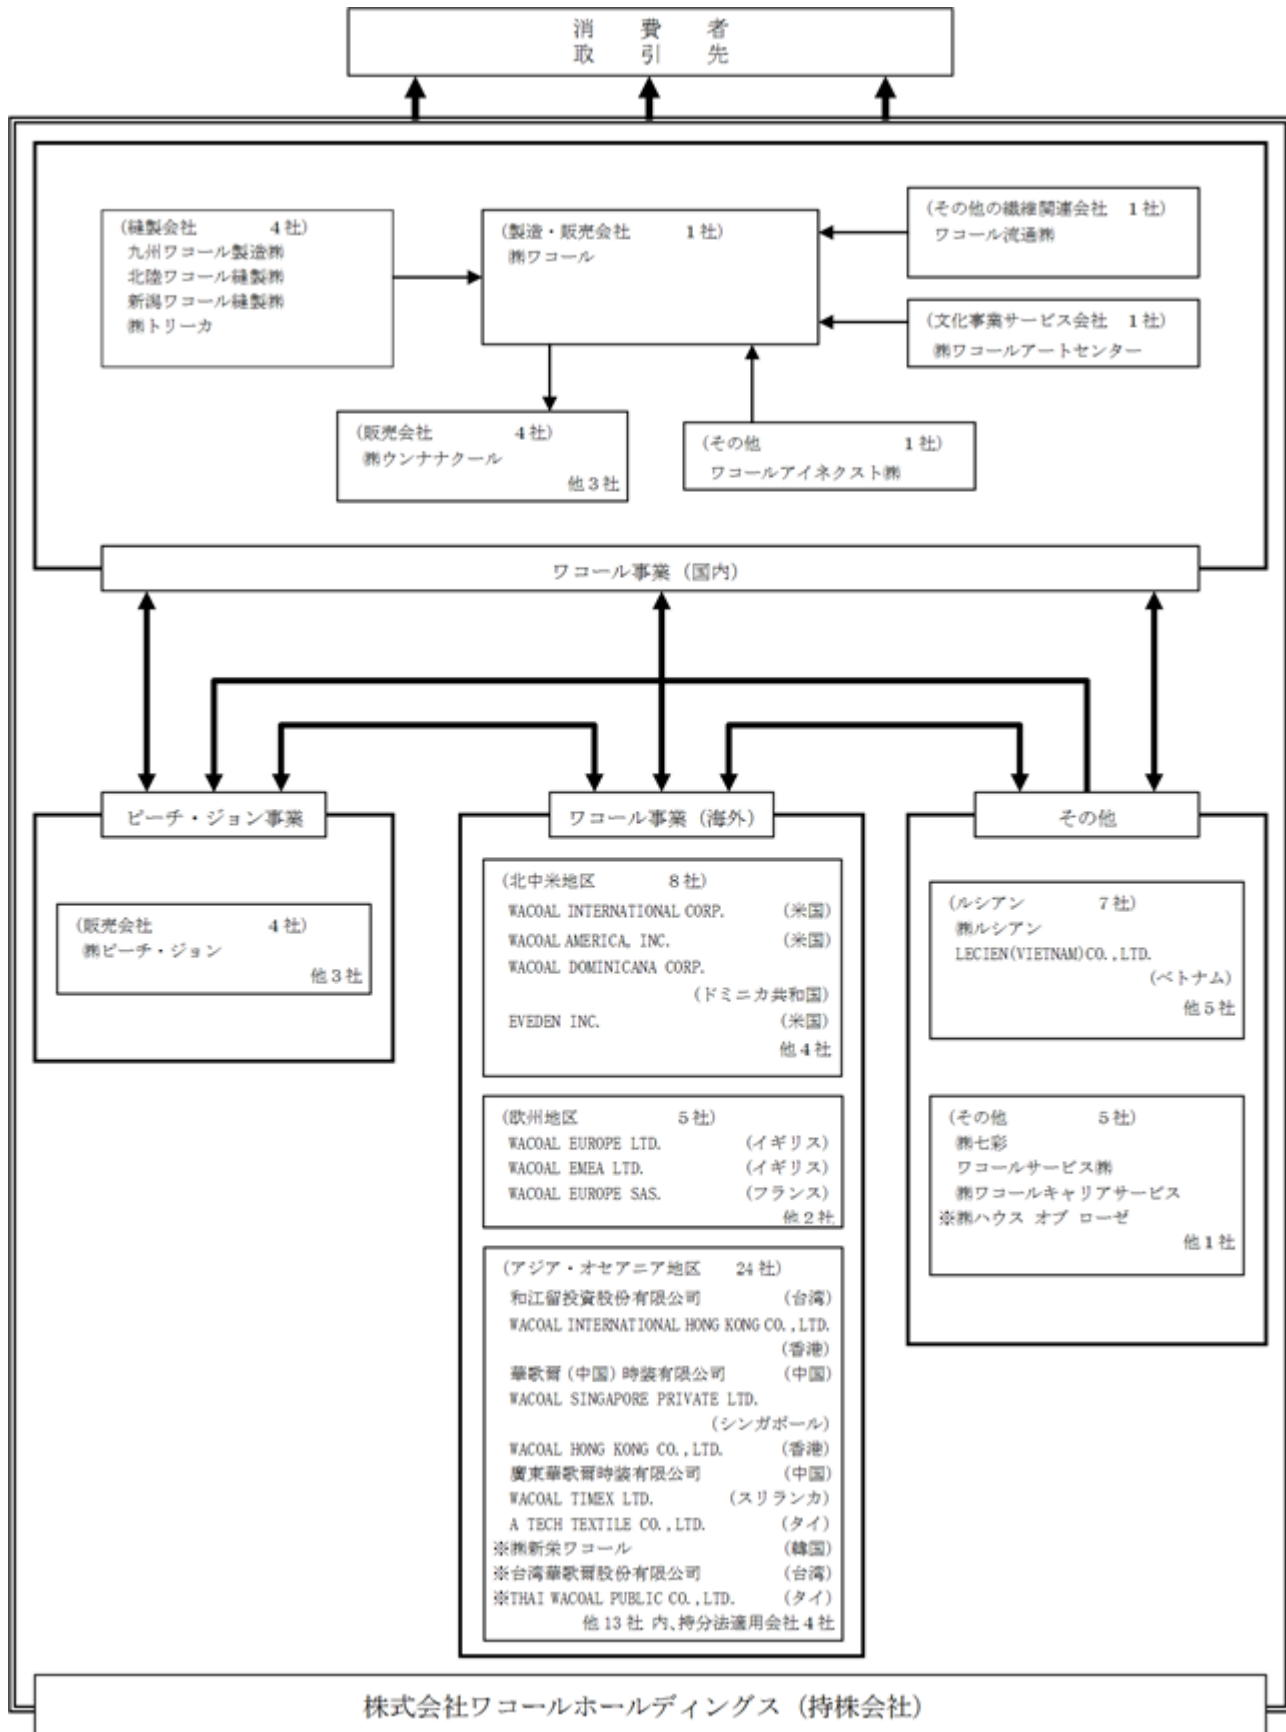 消費者
取引先
(縫製会社 4社)
九州ワコール製造㈱
北陸ワコール縫製㈱
新潟ワコール縫製㈱
㈱トリーカ
(製造・販売会社 1社)
㈱ワコール
(その他の繊維関連会社 1社)
ワコール流通㈱
(文化事業サービス会社 1社)
㈱ワコールアートセンター
(販売会社 4社)
㈱ウンナナクール
他3社
(その他 1社)
ワコールアイネクスト㈱
ワコール事業(国内)
ピーチ・ジョン事業
(販売会社 4社)
㈱ピーチ・ジョン
他3社
ワコール事業(海外)
(北中米地区 8社)
WACOAL INTERNATIONAL CORP. (米国)
WACOAL AMERICA, INC. (米国)
WACOAL DOMINICANA CORP.
(ドミニカ共和国)
EVEDEN INC. (米国)
他4社
(欧州地区 5社)
WACOAL EUROPE LTD. (イギリス)
WACOAL EMEA LTD. (イギリス)
WACOAL EUROPE SAS. (フランス)
他2社
(アジア・オセアニア地区 24社)
和江留投資股份有限公司 (台湾)
WACOAL INTERNATIONAL HONG KONG CO.,LTD.
(香港)
華歌爾(中国)時装有限公司 (中国)
WACOAL SINGAPORE PRIVATE LTD.
(シンガポール)
WACOAL HONG KONG CO.,LTD. (香港)
廣東華歌爾時装有限公司 (中国)
WACOAL TIMEX LTD. (スリランカ)
A TECH TEXTILE CO.,LTD. (タイ)
※㈱新栄ワコール (韓国)
※台湾華歌爾股份有限公司 (台湾)
※THAI WACOAL PUBLIC CO.,LTD. (タイ)
他13社 内、持分法適用会社4社
その他
(ルシアン 7社)
㈱ルシアン
LECIEN(VIETNAM)CO.,LTD.
(ベトナム)
他5社
(その他 5社)
㈱七彩
ワコールサービス㈱
㈱ワコールキャリアサービス
※㈱ハウス オブ ローゼ
他1社
株式会社ワコールホールディングス(持株会社)